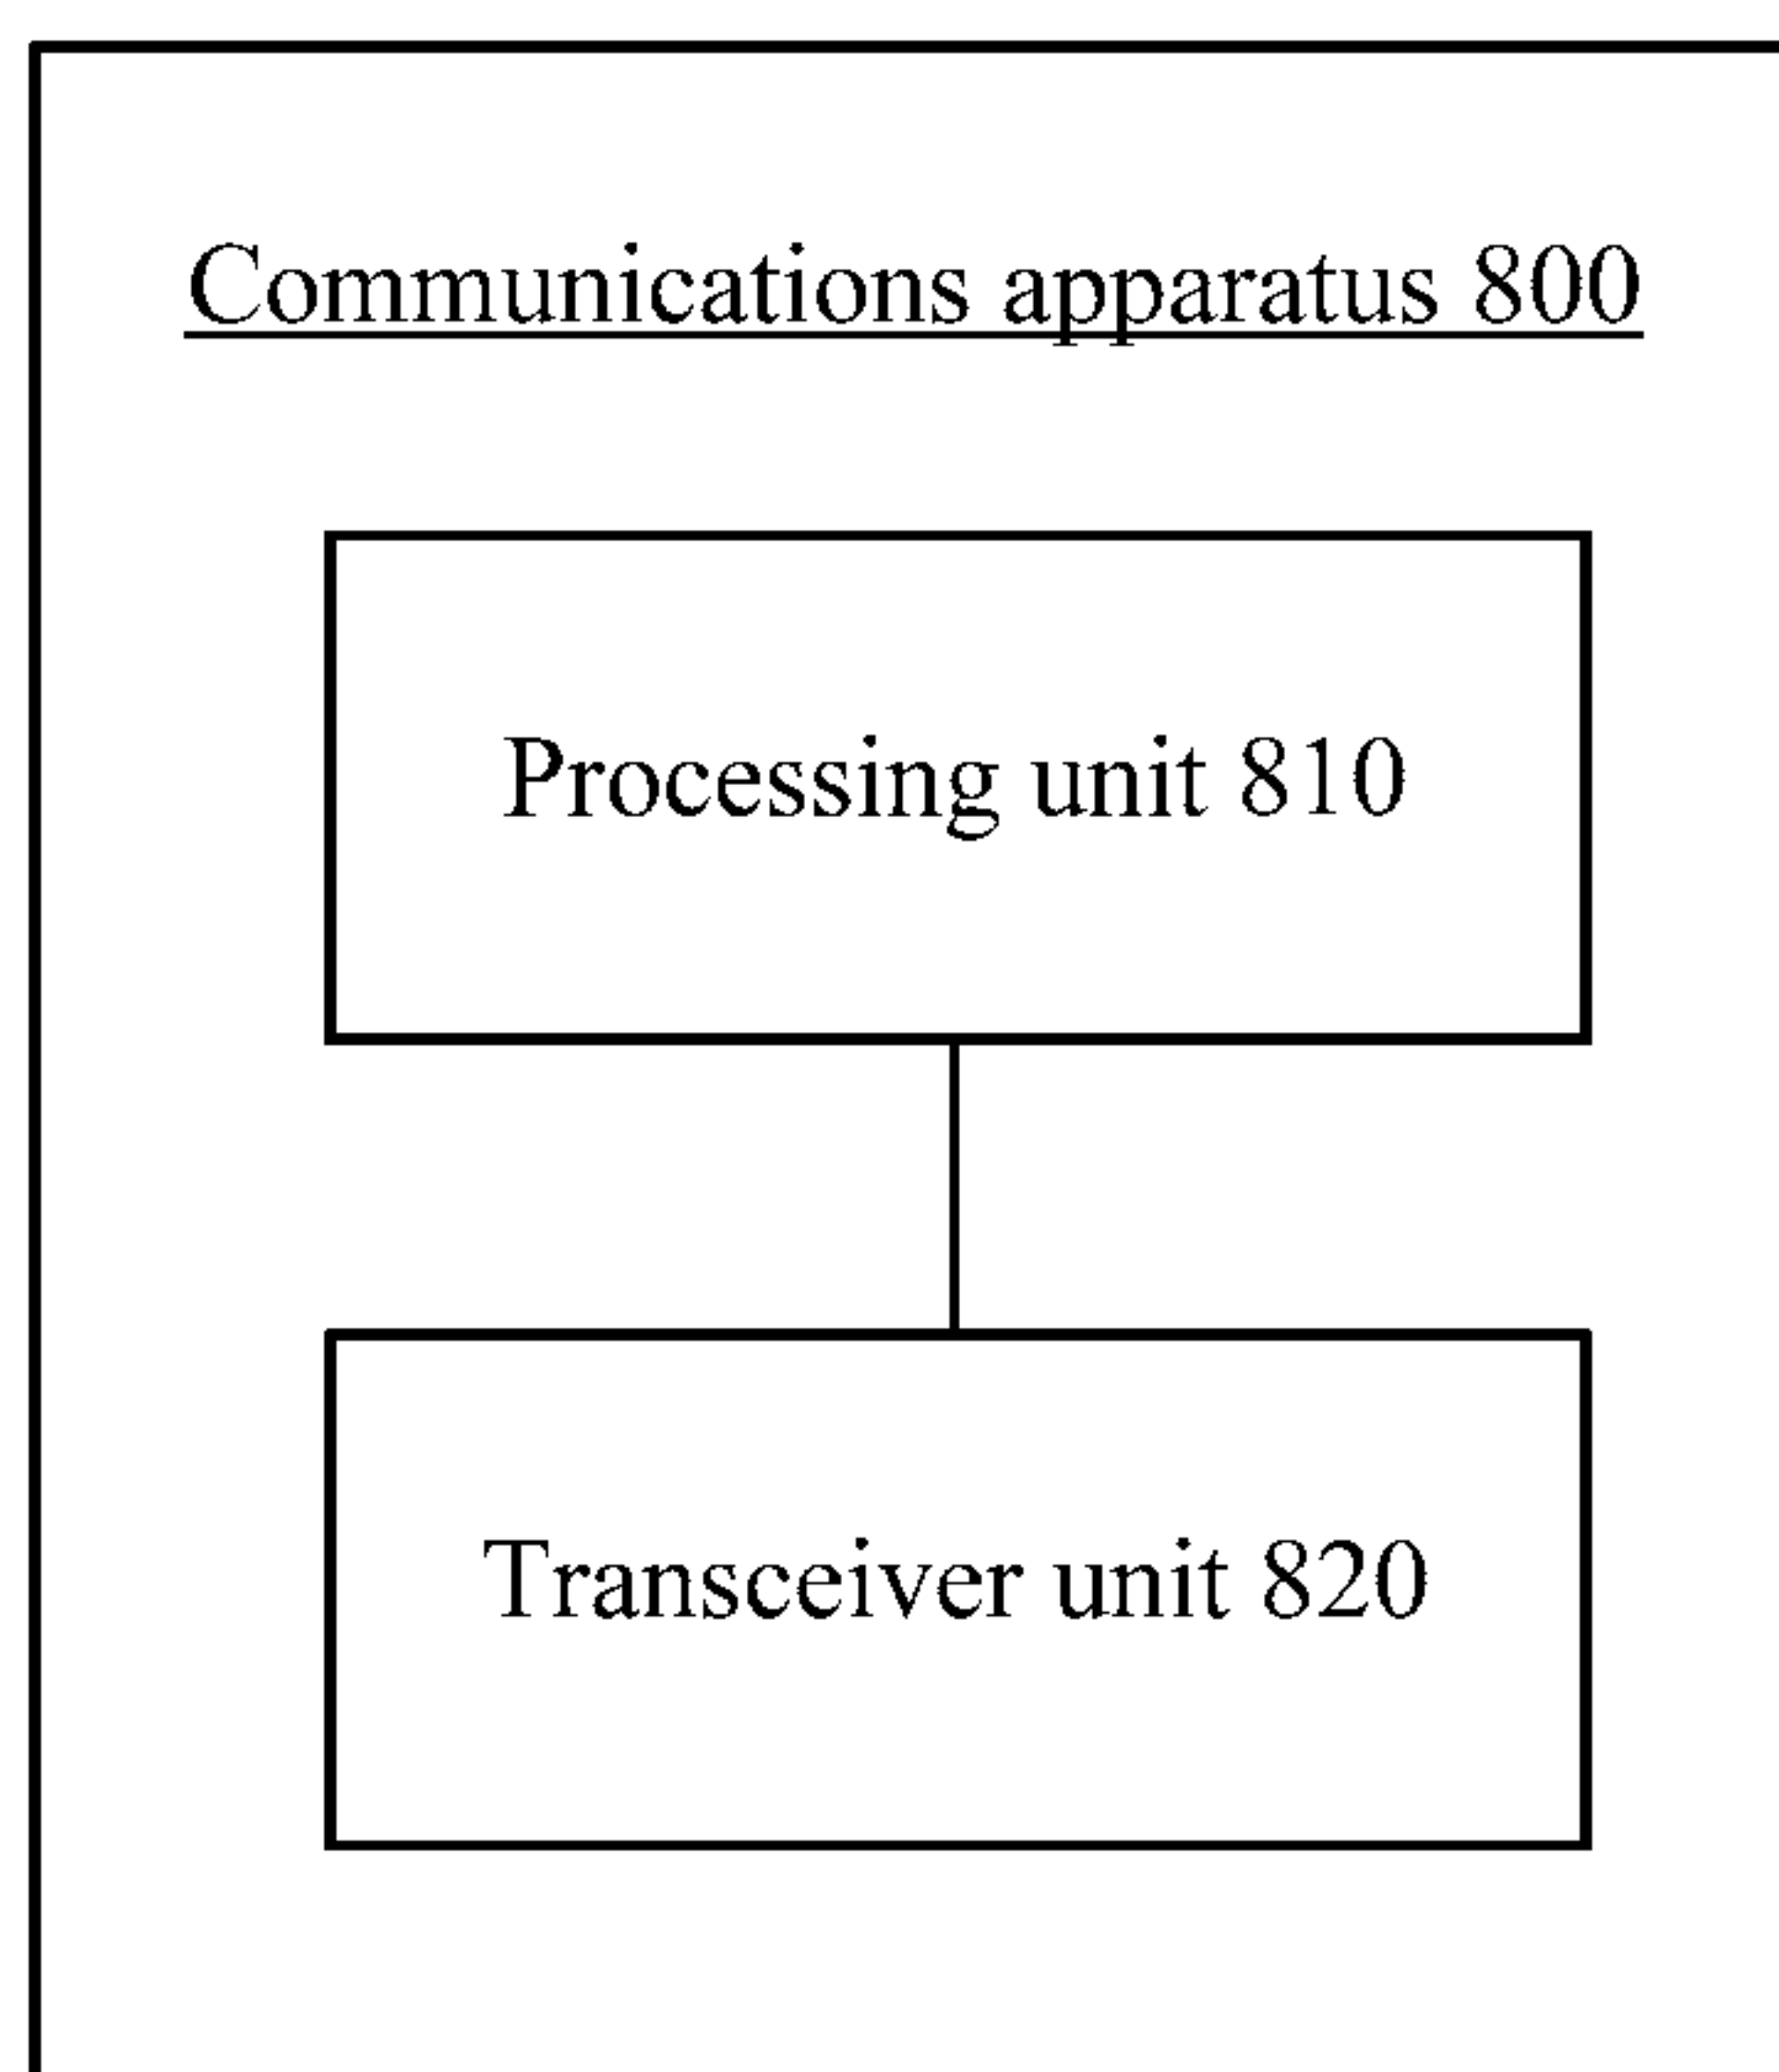 Communications apparatus 800
Processing unit 810
Transceiver unit 820